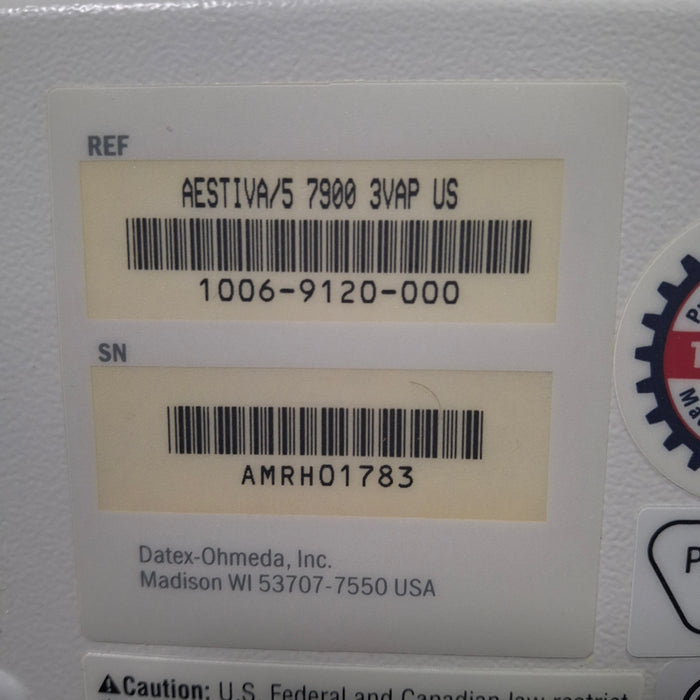 REF
AESTIVA/5 7900 3VAP US
1006-9120-000
SN
AMRH01783
Datex-Ohmeda, Inc.
Madison WI 53707-7550 USA
⚠Caution: U.S. Federal and Canadian law restrict